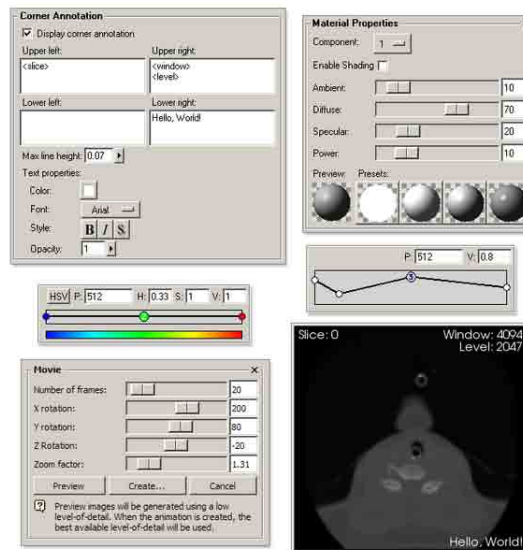 Corner Annotation
Display corner annotation
Upper left: Upper right:
<slice> <window>
<level>
Lower left: Lower right:
Hello, World!
Max line height: 0.07
Text properties:
Color:
Font: Arial
Style: B I S
Opacity: 1
Material Properties
Component: 1
Enable Shading
Ambient: 10
Diffuse: 70
Specular: 20
Power: 10
Preview: Presets:
P: 512 V: 0.8
5
HSV P: 512 H: 0.33 S: 1 V: 1
Movie
Number of frames: 20
X rotation: 200
Y rotation: 80
Z Rotation: -20
Zoom factor: 1.31
Preview Create... Cancel
Preview images will be generated using a low
level-of-detail. When the animation is created, the
best available level-of-detail will be used.
Slice: 0 Window: 4094
Level: 2047
Hello, World!